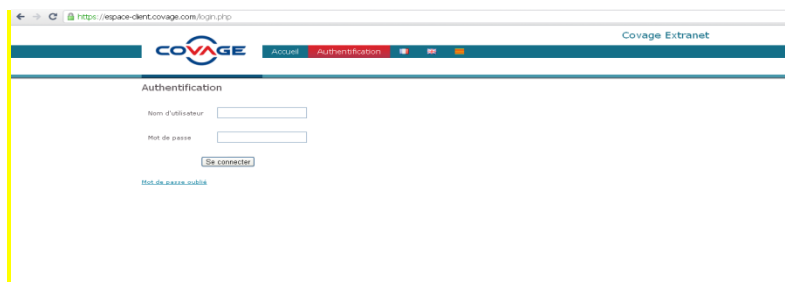 https://espace-client.covage.com/login.php
Covage Extranet
COVAGE
Accueil Authentification
Authentification
Nom d'utilisateur
Mot de passe
Se connecter
Mot de passe oublié